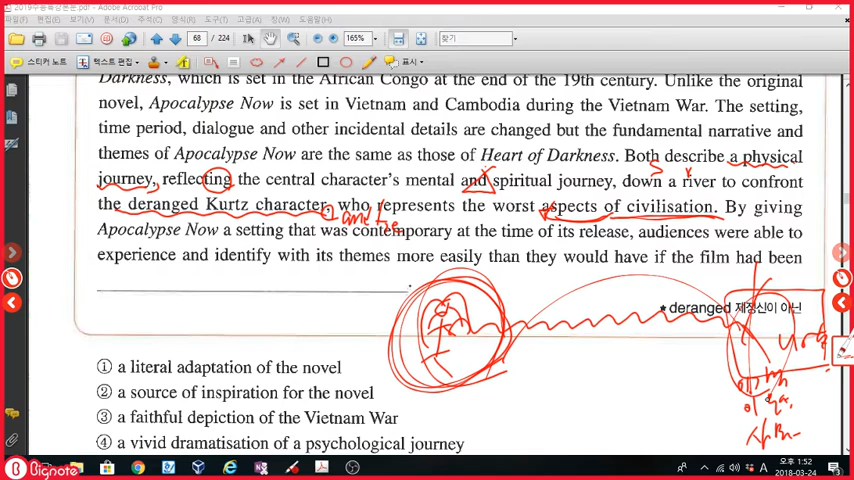 2019수능특강본문.pdf - Adobe Acrobat Pro
파일(F) 편집(E) 보기(V) 문서(D) 주석(C) 양식(R) 도구(T) 고급(A) 창(W) 도움말(H)
68 / 224 165% 찾기
스티커 노트 텍스트 편집 표시
Darkness, which is set in the African Congo at the end of the 19th century. Unlike the original
novel, Apocalypse Now is set in Vietnam and Cambodia during the Vietnam War. The setting,
time period, dialogue and other incidental details are changed but the fundamental narrative and
themes of Apocalypse Now are the same as those of Heart of Darkness. Both describe a physical
journey, reflecting the central character's mental and spiritual journey, down a river to confront
the deranged Kurtz character, who represents the worst aspects of civilisation. By giving
and he
Apocalypse Now a setting that was contemporary at the time of its release, audiences were able to
experience and identify with its themes more easily than they would have if the film had been
.
★deranged 제정신이 아닌
① a literal adaptation of the novel
② a source of inspiration for the novel
③ a faithful depiction of the Vietnam War
④ a vivid dramatisation of a psychological journey
Bignote
A 오후 1:52
2018-03-24